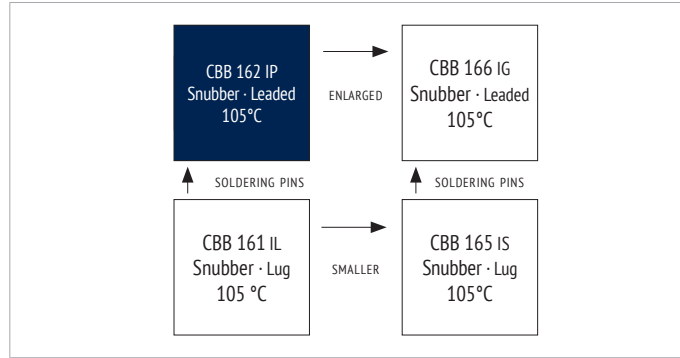 CBB 162 IP
Snubber · Leaded
105°C
ENLARGED
CBB 166 IG
Snubber · Leaded
105°C
SOLDERING PINS
SOLDERING PINS
CBB 161 IL
Snubber · Lug
105 °C
SMALLER
CBB 165 IS
Snubber · Lug
105°C